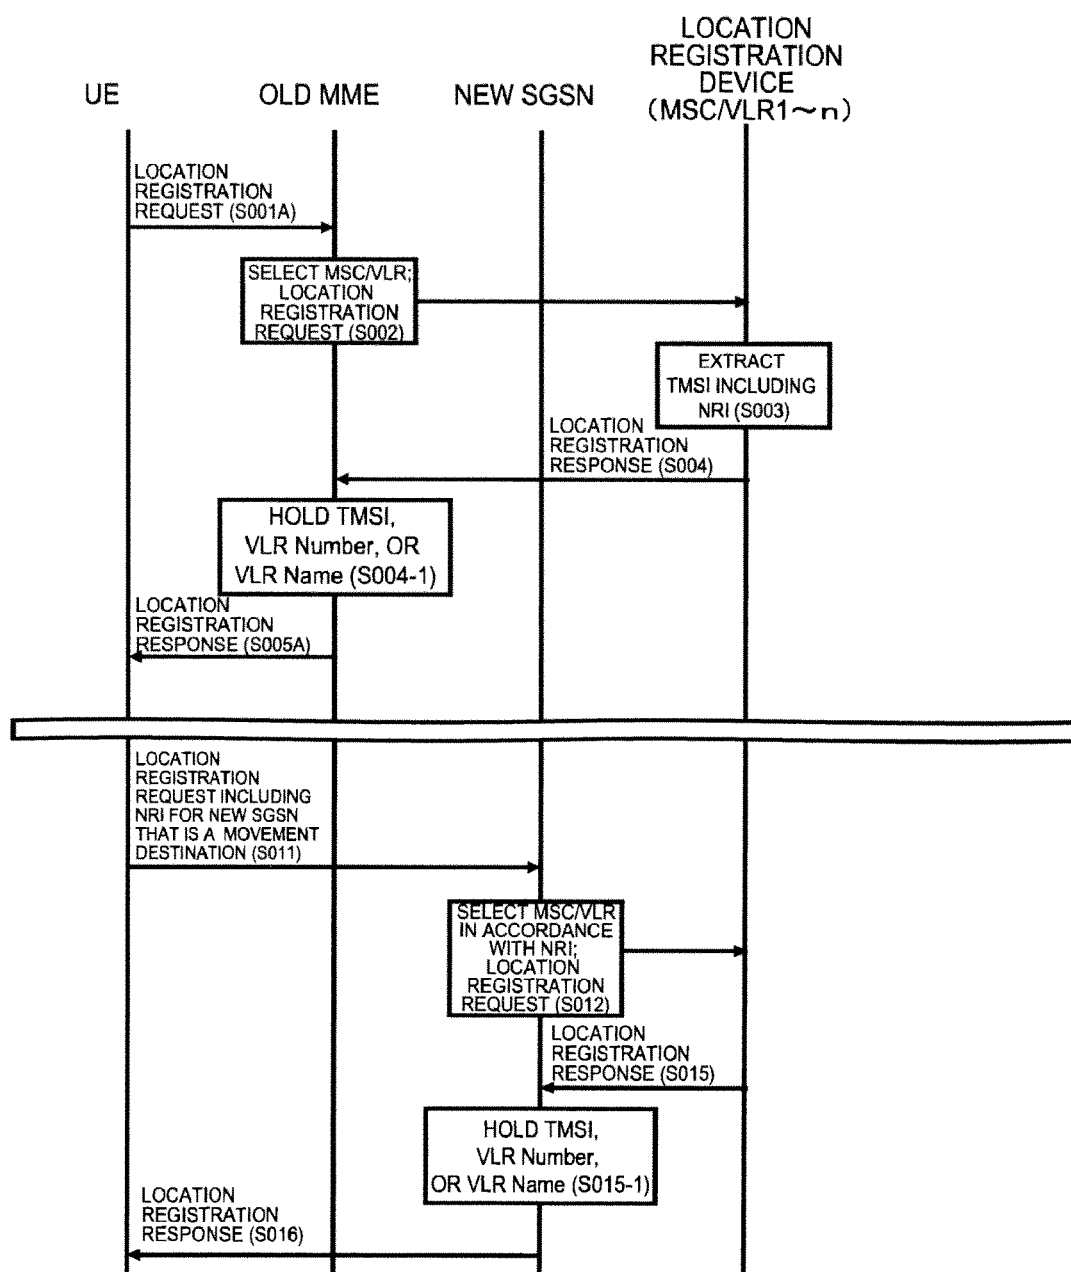 LOCATION
REGISTRATION
DEVICE
(MSC/VLR1～n)
UE
OLD MME
NEW SGSN
LOCATION
REGISTRATION
REQUEST (S001A)
SELECT MSC/VLR;
LOCATION
REGISTRATION
REQUEST (S002)
EXTRACT
TMSI INCLUDING
NRI (S003)
LOCATION
REGISTRATION
RESPONSE (S004)
HOLD TMSI,
VLR Number, OR
VLR Name (S004-1)
LOCATION
REGISTRATION
RESPONSE (S005A)
LOCATION
REGISTRATION
REQUEST INCLUDING
NRI FOR NEW SGSN
THAT IS A MOVEMENT
DESTINATION (S011)
SELECT MSC/VLR
IN ACCORDANCE
WITH NRI;
LOCATION
REGISTRATION
REQUEST (S012)
LOCATION
REGISTRATION
RESPONSE (S015)
HOLD TMSI,
VLR Number,
OR VLR Name (S015-1)
LOCATION
REGISTRATION
RESPONSE (S016)